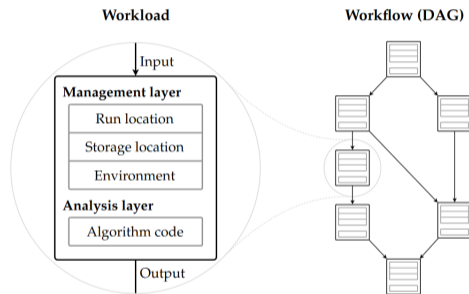 Workload
Input
Management layer
Run location
Storage location
Environment
Analysis layer
Algorithm code
Output
Workflow (DAG)